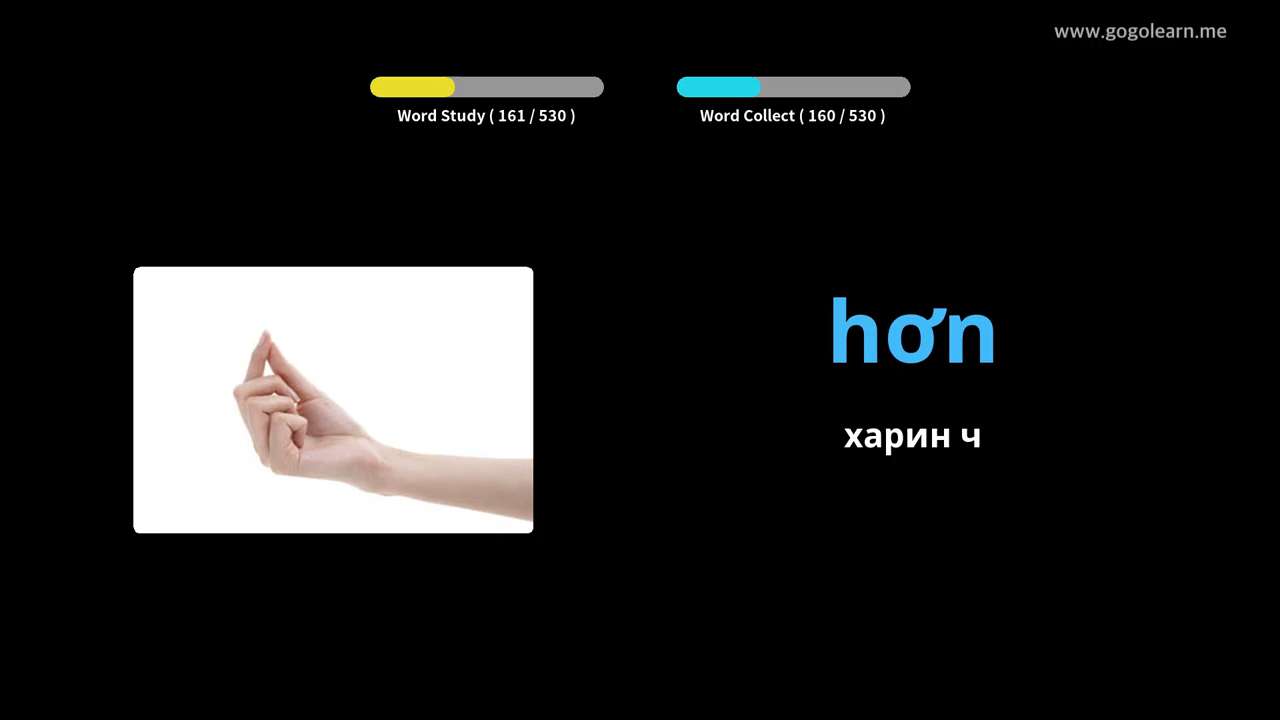 www.gogolearn.me
Word Study ( 161 / 530 )
Word Collect ( 160 / 530 )
hơn
харин ч